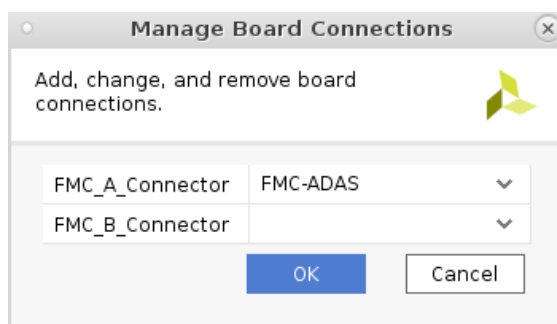 Manage Board Connections
Add, change, and remove board
connections.
FMC_A_Connector FMC-ADAS
FMC_B_Connector
OK Cancel